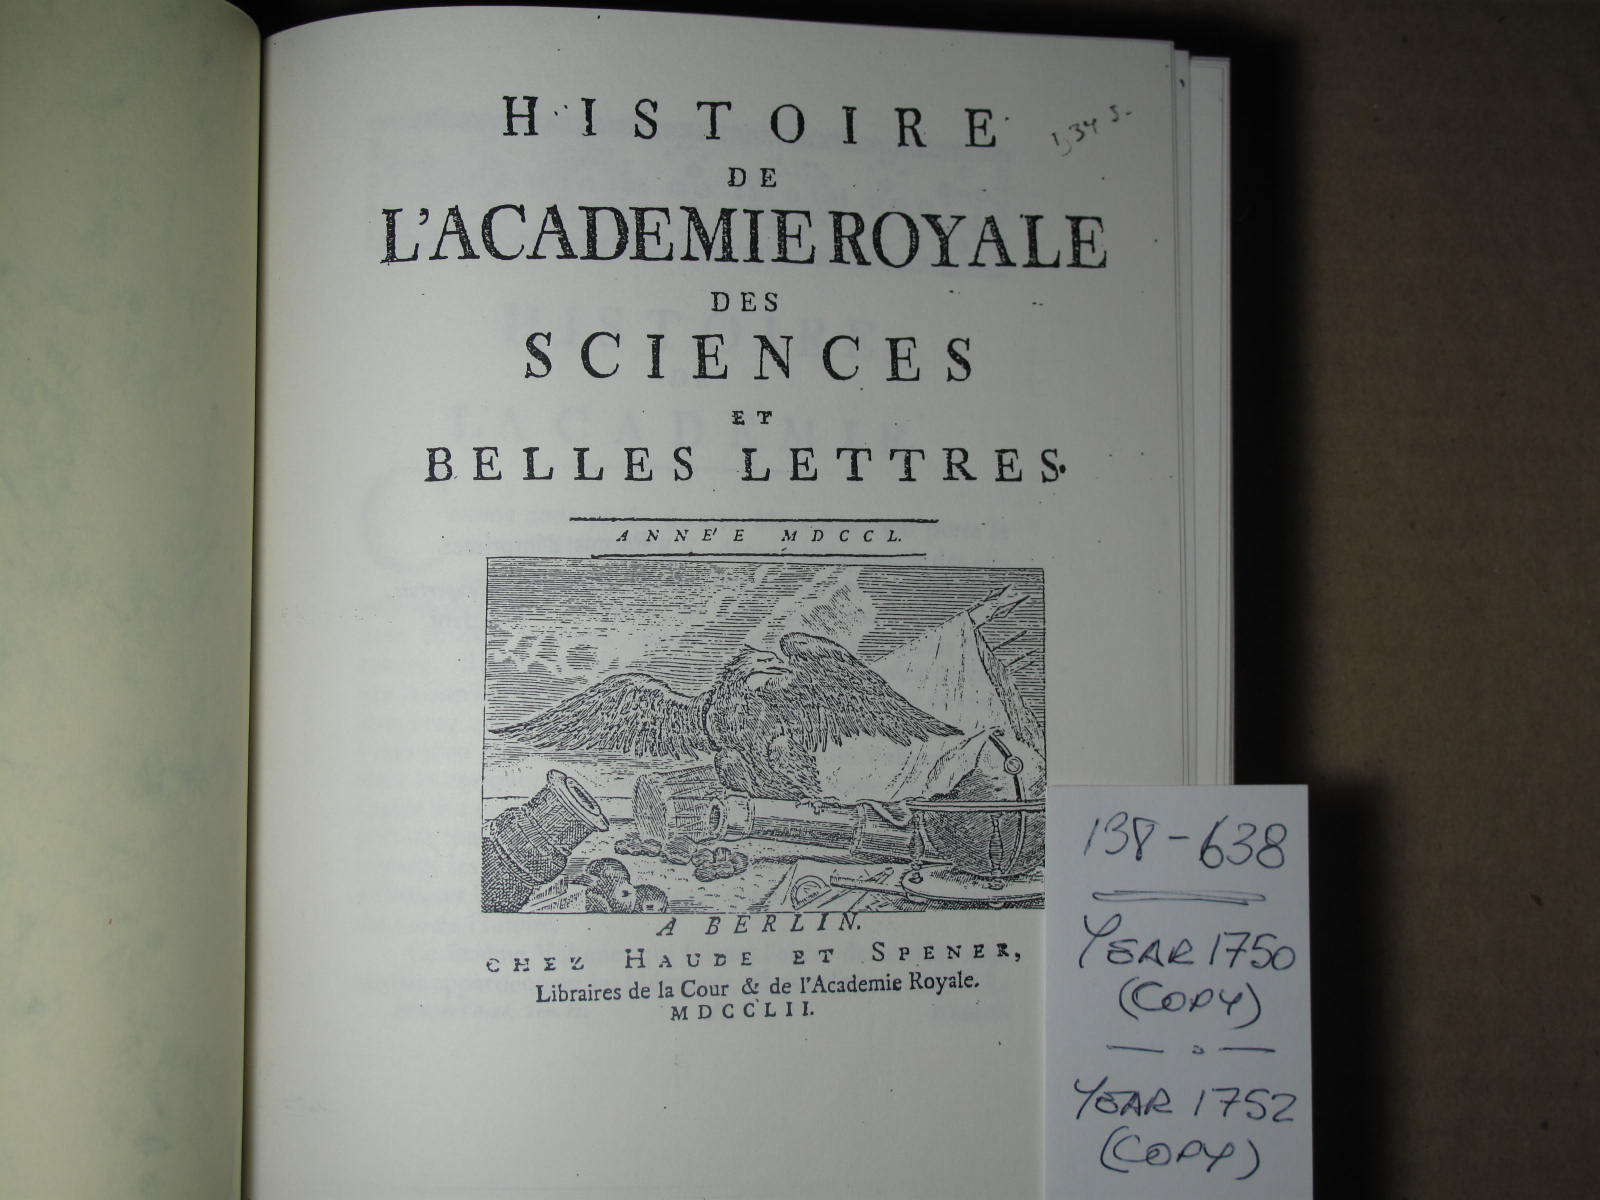 HISTOIRE
DE
L'ACADEMIE ROYALE
DES
SCIENCES
ET
BELLES LETTRES.
ANNE'E MDCCL.
A BERLIN.
CHEZ HAUDE ET SPENER,
Libraires de la Cour & de l'Academie Royale.
MDCCLII.
138-638
YEAR 1750
(COPY)
YEAR 1752
(COPY)